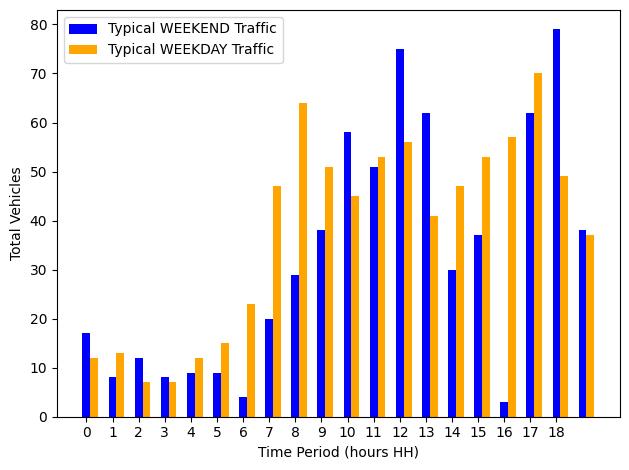 Typical WEEKEND Traffic
Typical WEEKDAY Traffic
80
70
60
50
40
30
20
10
0
Total Vehicles
0 1 2 3 4 5 6 7 8 9 10 11 12 13 14 15 16 17 18
Time Period (hours HH)